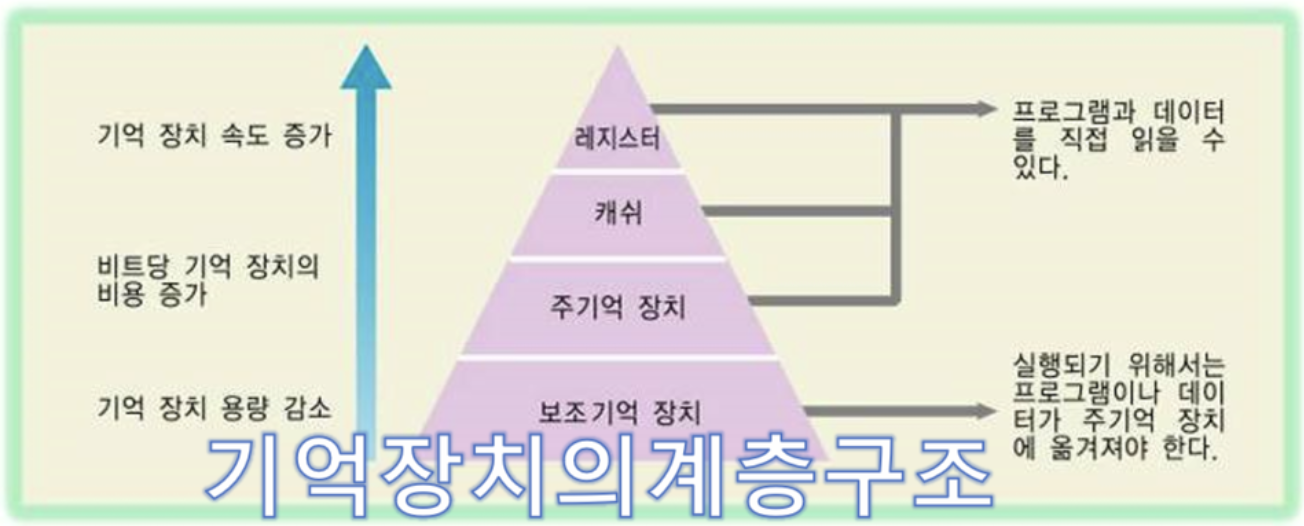 기억 장치 속도 증가
비트당 기억 장치의
비용 증가
기억 장치 용량 감소
레지스터
캐쉬
주기억 장치
보조기억 장치
프로그램과 데이터
를 직접 읽을 수
있다.
실행되기 위해서는
프로그램이나 데이
터가 주기억 장치
에 옮겨져야 한다.
기억장치의계층구조